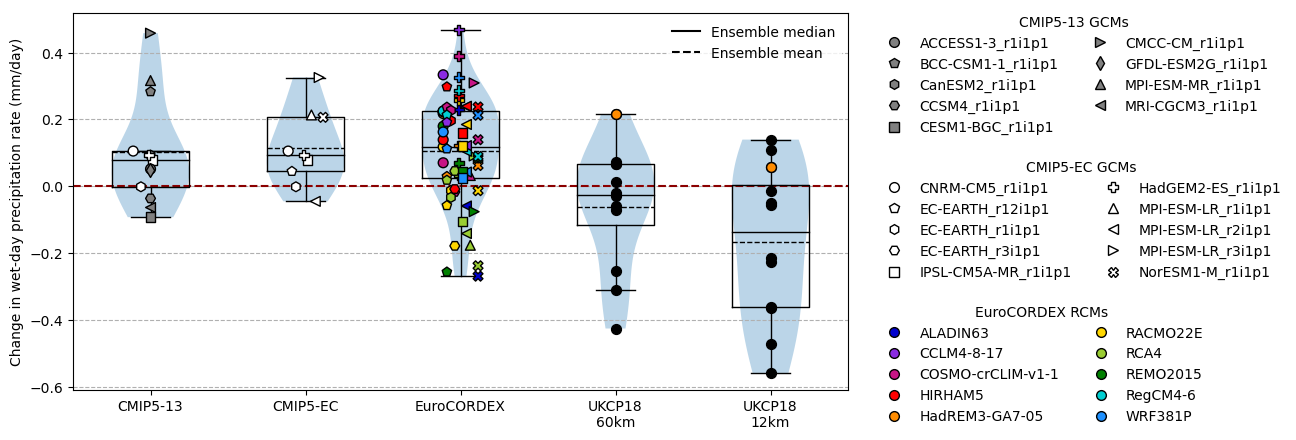 Change in wet-day precipitation rate (mm/day)
0.4
0.2
0.0
−0.2
−0.4
−0.6
Ensemble median
Ensemble mean
CMIP5-13
CMIP5-EC
EuroCORDEX
UKCP18
60km
UKCP18
12km
CMIP5-13 GCMs
ACCESS1-3_r1i1p1
BCC-CSM1-1_r1i1p1
CanESM2_r1i1p1
CCSM4_r1i1p1
CESM1-BGC_r1i1p1
CMCC-CM_r1i1p1
GFDL-ESM2G_r1i1p1
MPI-ESM-MR_r1i1p1
MRI-CGCM3_r1i1p1
CMIP5-EC GCMs
CNRM-CM5_r1i1p1
EC-EARTH_r12i1p1
EC-EARTH_r1i1p1
EC-EARTH_r3i1p1
IPSL-CM5A-MR_r1i1p1
HadGEM2-ES_r1i1p1
MPI-ESM-LR_r1i1p1
MPI-ESM-LR_r2i1p1
MPI-ESM-LR_r3i1p1
NorESM1-M_r1i1p1
EuroCORDEX RCMs
ALADIN63
CCLM4-8-17
COSMO-crCLIM-v1-1
HIRHAM5
HadREM3-GA7-05
RACMO22E
RCA4
REMO2015
RegCM4-6
WRF381P